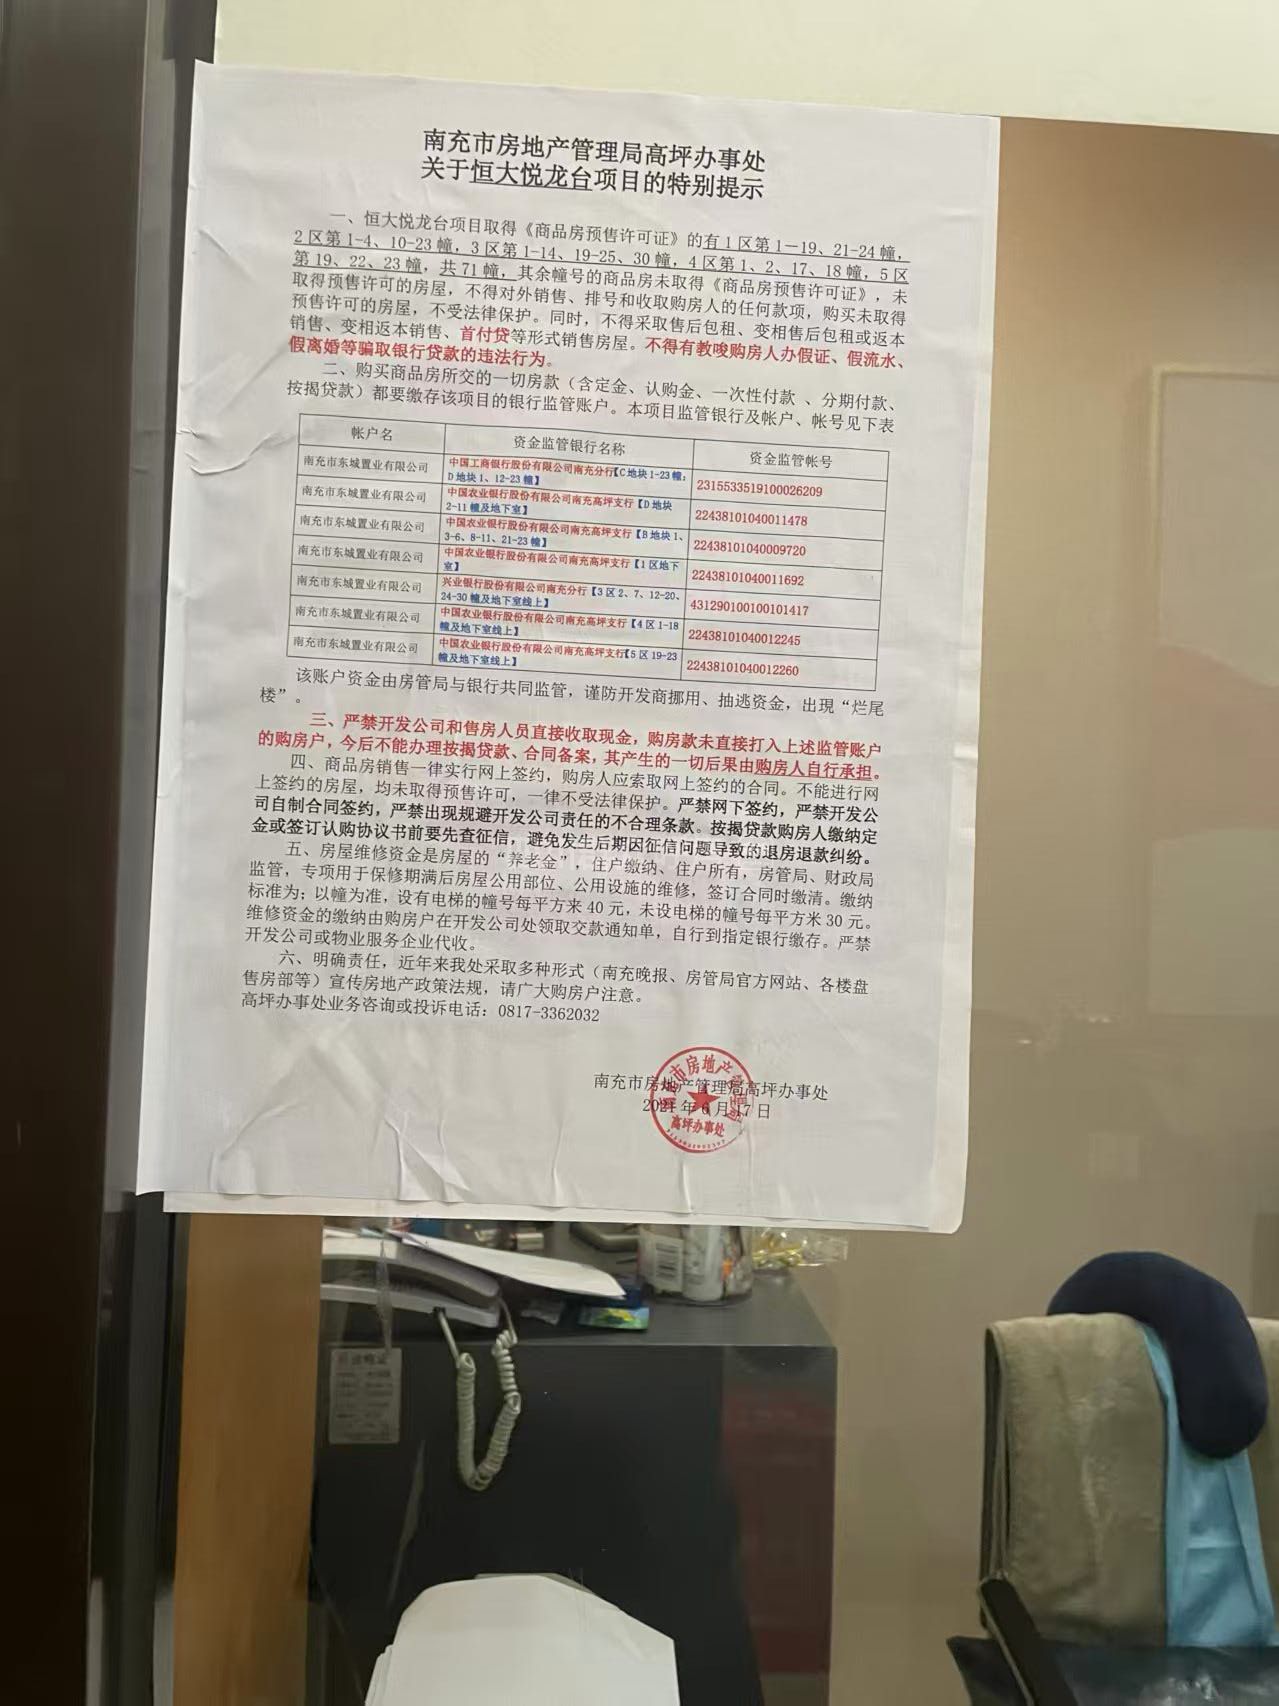 南充市房地产管理局高坪办事处
关于恒大悦龙台项目的特别提示
一、恒大悦龙台项目取得《商品房预售许可证》的有1区第1—19、21-24幢，
2区第1-4、10-23幢，3区第1-14、19-25、30幢，4区第1、2、17、18幢，5区
第19、22、23幢，共71幢，其余幢号的商品房未取得《商品房预售许可证》，未
取得预售许可的房屋，不得对外销售、排号和收取购房人的任何款项，购买未取得
预售许可的房屋，不受法律保护。同时，不得采取售后包租、变相售后包租或返本
销售、变相返本销售、首付贷等形式销售房屋。不得有教唆购房人办假证、假流水、
假离婚等骗取银行贷款的违法行为。
二、购买商品房所交的一切房款（含定金、认购金、一次性付款 、分期付款、
按揭贷款）都要缴存该项目的银行监管账户。本项目监管银行及帐户、帐号见下表
帐户名 资金监管银行名称 资金监管帐号
南充市东城置业有限公司 中国工商银行股份有限公司南充分行【C地块1-23幢；
D地块1、12-23幢】 2315533519100026209
南充市东城置业有限公司 中国农业银行股份有限公司南充高坪支行【D地块
2-11幢及地下室】 22438101040011478
南充市东城置业有限公司 中国农业银行股份有限公司南充高坪支行【B地块1、
3-6、8-11、21-23幢】 22438101040009720
南充市东城置业有限公司 中国农业银行股份有限公司南充高坪支行【1区地下
室】 22438101040011692
南充市东城置业有限公司 兴业银行股份有限公司南充分行【3区2、7、12-20、
24-30幢及地下室线上】 431290100100101417
南充市东城置业有限公司 中国农业银行股份有限公司南充高坪支行【4区1-18
幢及地下室线上】 22438101040012245
南充市东城置业有限公司 中国农业银行股份有限公司南充高坪支行【5区19-23
幢及地下室线上】 22438101040012260
该账户资金由房管局与银行共同监管，谨防开发商挪用、抽逃资金，出现“烂尾
楼”。
三、严禁开发公司和售房人员直接收取现金，购房款未直接打入上述监管账户
的购房户，今后不能办理按揭贷款、合同备案，其产生的一切后果由购房人自行承担。
四、商品房销售一律实行网上签约，购房人应索取网上签约的合同。不能进行网
上签约的房屋，均未取得预售许可，一律不受法律保护。严禁网下签约，严禁开发公
司自制合同签约，严禁出现规避开发公司责任的不合理条款。按揭贷款购房人缴纳定
金或签订认购协议书前要先查征信，避免发生后期因征信问题导致的退房退款纠纷。
五、房屋维修资金是房屋的“养老金”，住户缴纳、住户所有，房管局、财政局
监管，专项用于保修期满后房屋公用部位、公用设施的维修，签订合同时缴清。缴纳
标准为：以幢为准，设有电梯的幢号每平方来40元，未设电梯的幢号每平方米30元。
维修资金的缴纳由购房户在开发公司处领取交款通知单，自行到指定银行缴存。严禁
开发公司或物业服务企业代收。
六、明确责任，近年来我处采取多种形式（南充晚报、房管局官方网站、各楼盘
售房部等）宣传房地产政策法规，请广大购房户注意。
高坪办事处业务咨询或投诉电话：0817-3362032
南充市房地产管理局高坪办事处
2021年6月17日
南充市房地产管理局
高坪办事处